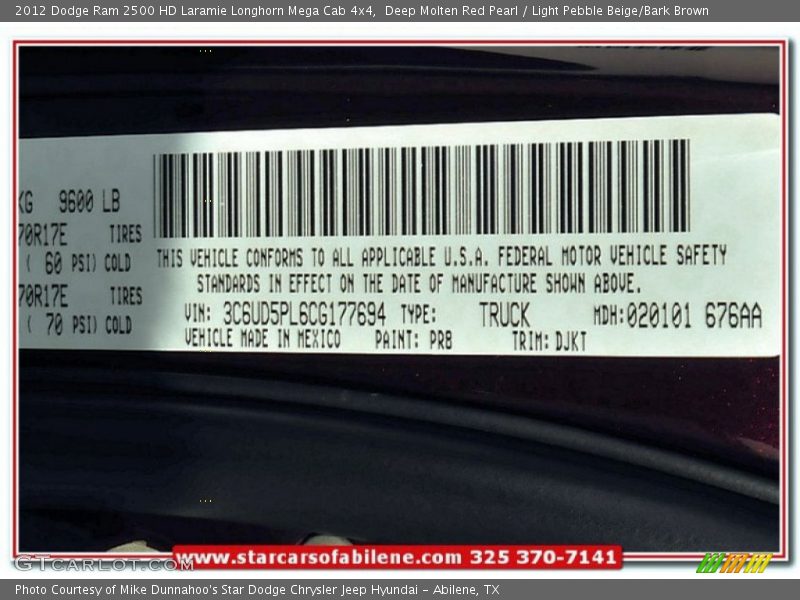 2012 Dodge Ram 2500 HD Laramie Longhorn Mega Cab 4x4, Deep Molten Red Pearl / Light Pebble Beige/Bark Brown
KG 9600 LB
70R17E TIRES
( 60 PSI) COLD
70R17E TIRES
( 70 PSI) COLD
THIS VEHICLE CONFORMS TO ALL APPLICABLE U.S.A. FEDERAL MOTOR VEHICLE SAFETY
STANDARDS IN EFFECT ON THE DATE OF MANUFACTURE SHOWN ABOVE.
VIN: 3C6UD5PL6CG177694 TYPE: TRUCK MDH:020101 676AA
VEHICLE MADE IN MEXICO PAINT: PRB TRIM: DJKT
GTCARLOT.COM
www.starcarsofabilene.com 325 370-7141
Photo Courtesy of Mike Dunnahoo's Star Dodge Chrysler Jeep Hyundai - Abilene, TX